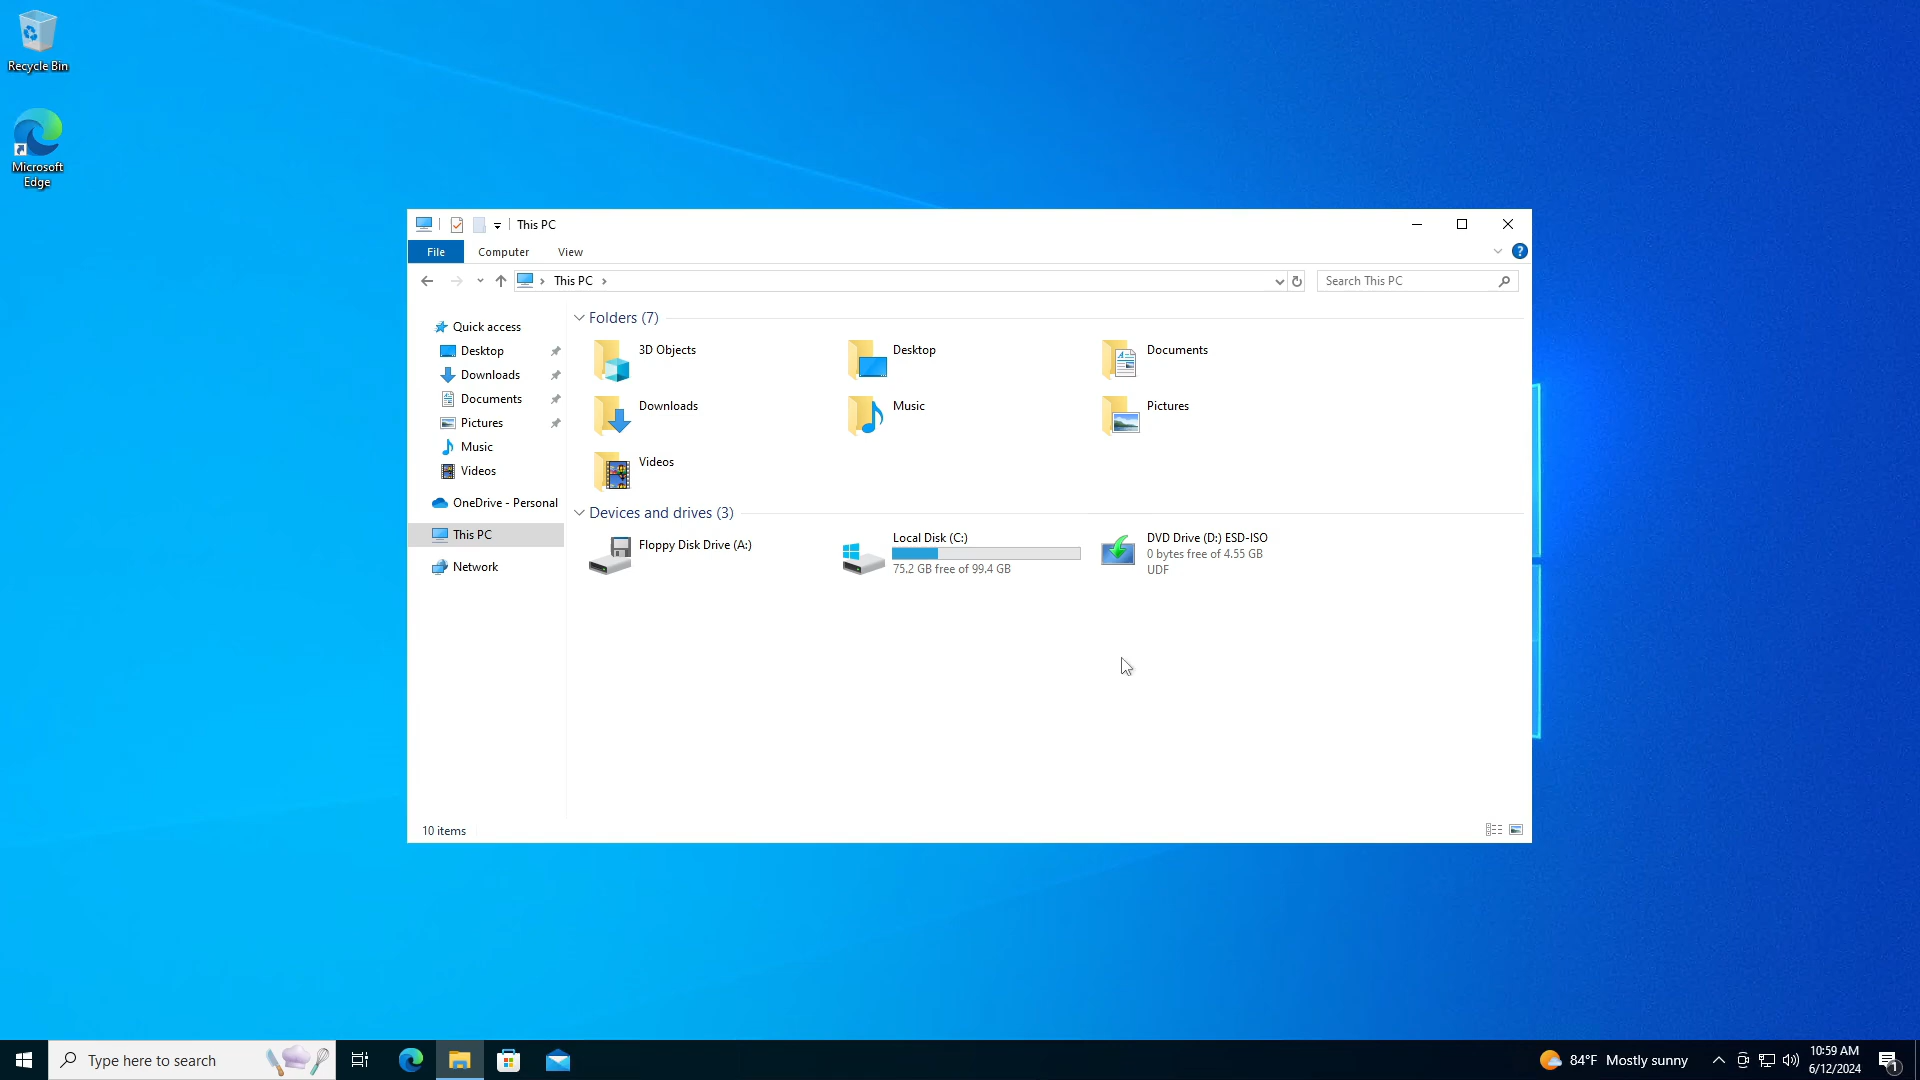 Recycle Bin
Microsoft
Edge
This PC
File
Computer
View
?
This PC
Search This PC
Quick access
Desktop
Downloads
Documents
Pictures
Music
Videos
OneDrive - Personal
This PC
Network
Folders (7)
3D Objects
Desktop
Documents
Downloads
Music
Pictures
Videos
Devices and drives (3)
Floppy Disk Drive (A:)
Local Disk (C:)
75.2 GB free of 99.4 GB
DVD Drive (D:) ESD-ISO
0 bytes free of 4.55 GB
UDF
10 items
Type here to search
84°F Mostly sunny
10:59 AM
6/12/2024
1